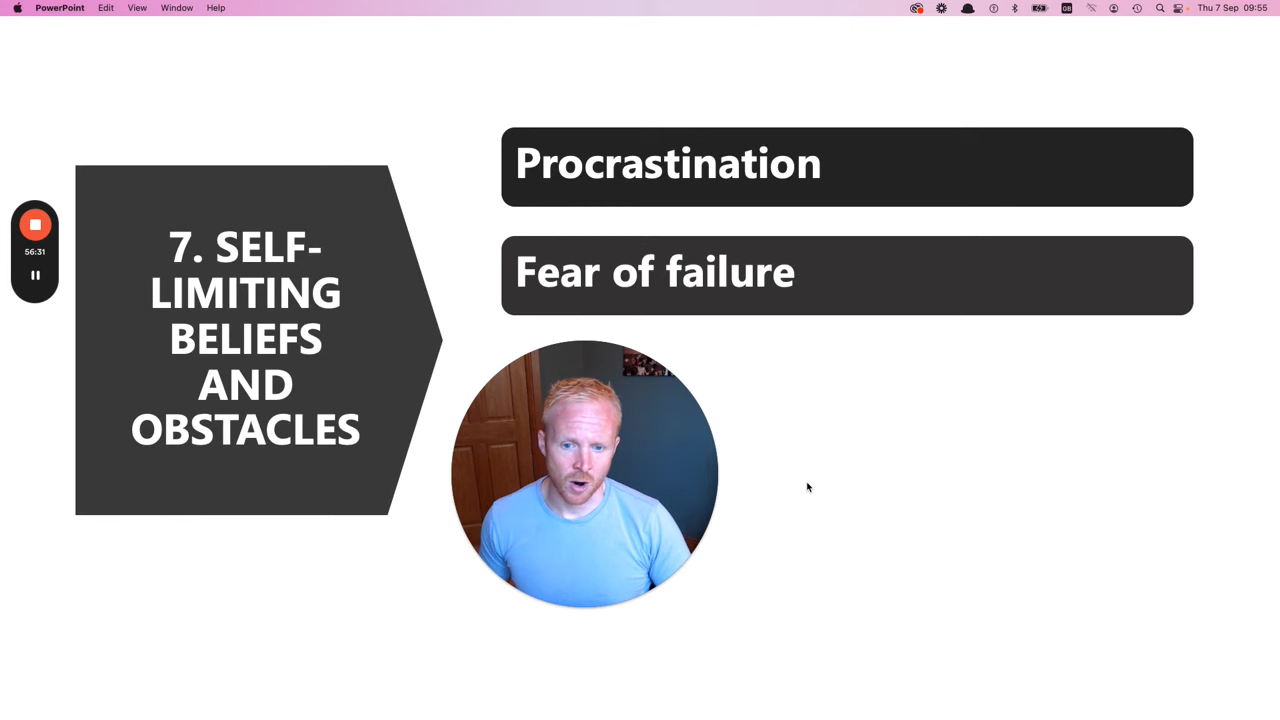 PowerPoint Edit View Window Help
GB
Thu 7 Sep 09:55
56:31
7. SELF-
LIMITING
BELIEFS
AND
OBSTACLES
Procrastination
Fear of failure